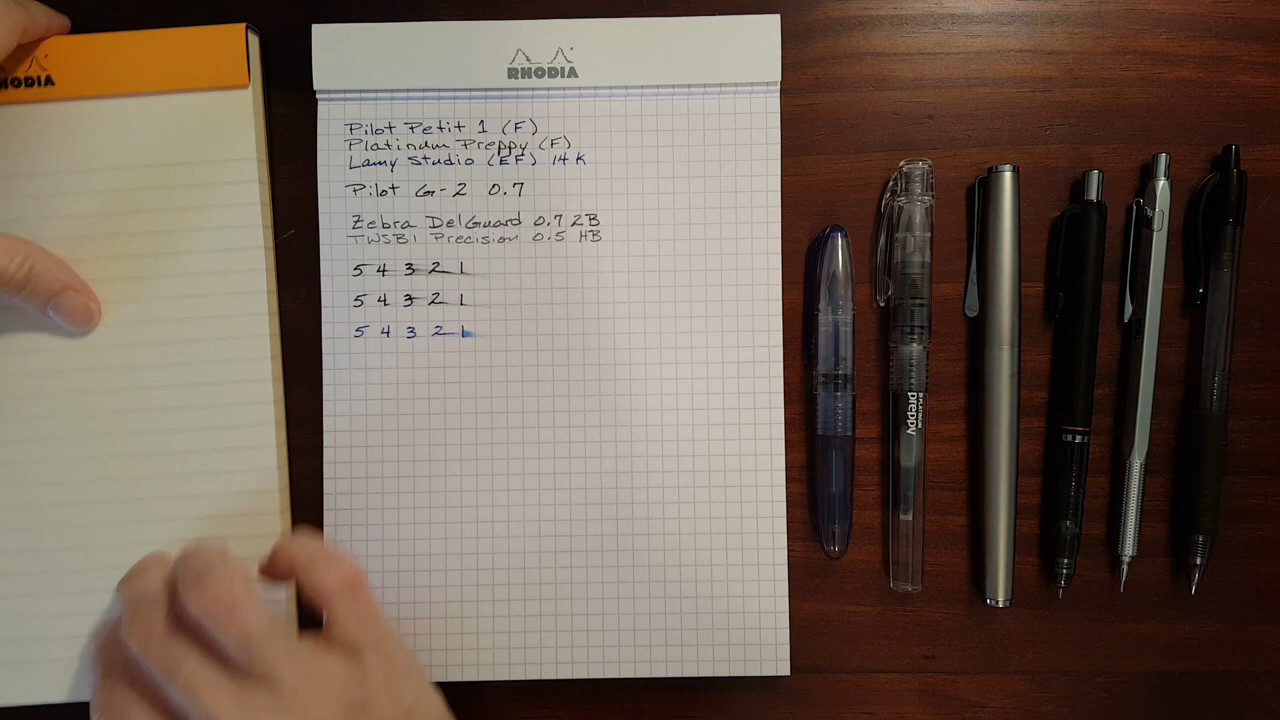 RHODIA
RHODIA
Pilot Petit 1 (F)
Platinum Preppy (F)
Lamy Studio (EF) 14K
Pilot G-2 0.7
Zebra DelGuard 0.7 2B
TWSBI Precision 0.5 HB
5 4 3 2 1
5 4 3 2 1
5 4 3 2 1
PLATINUM
preppy